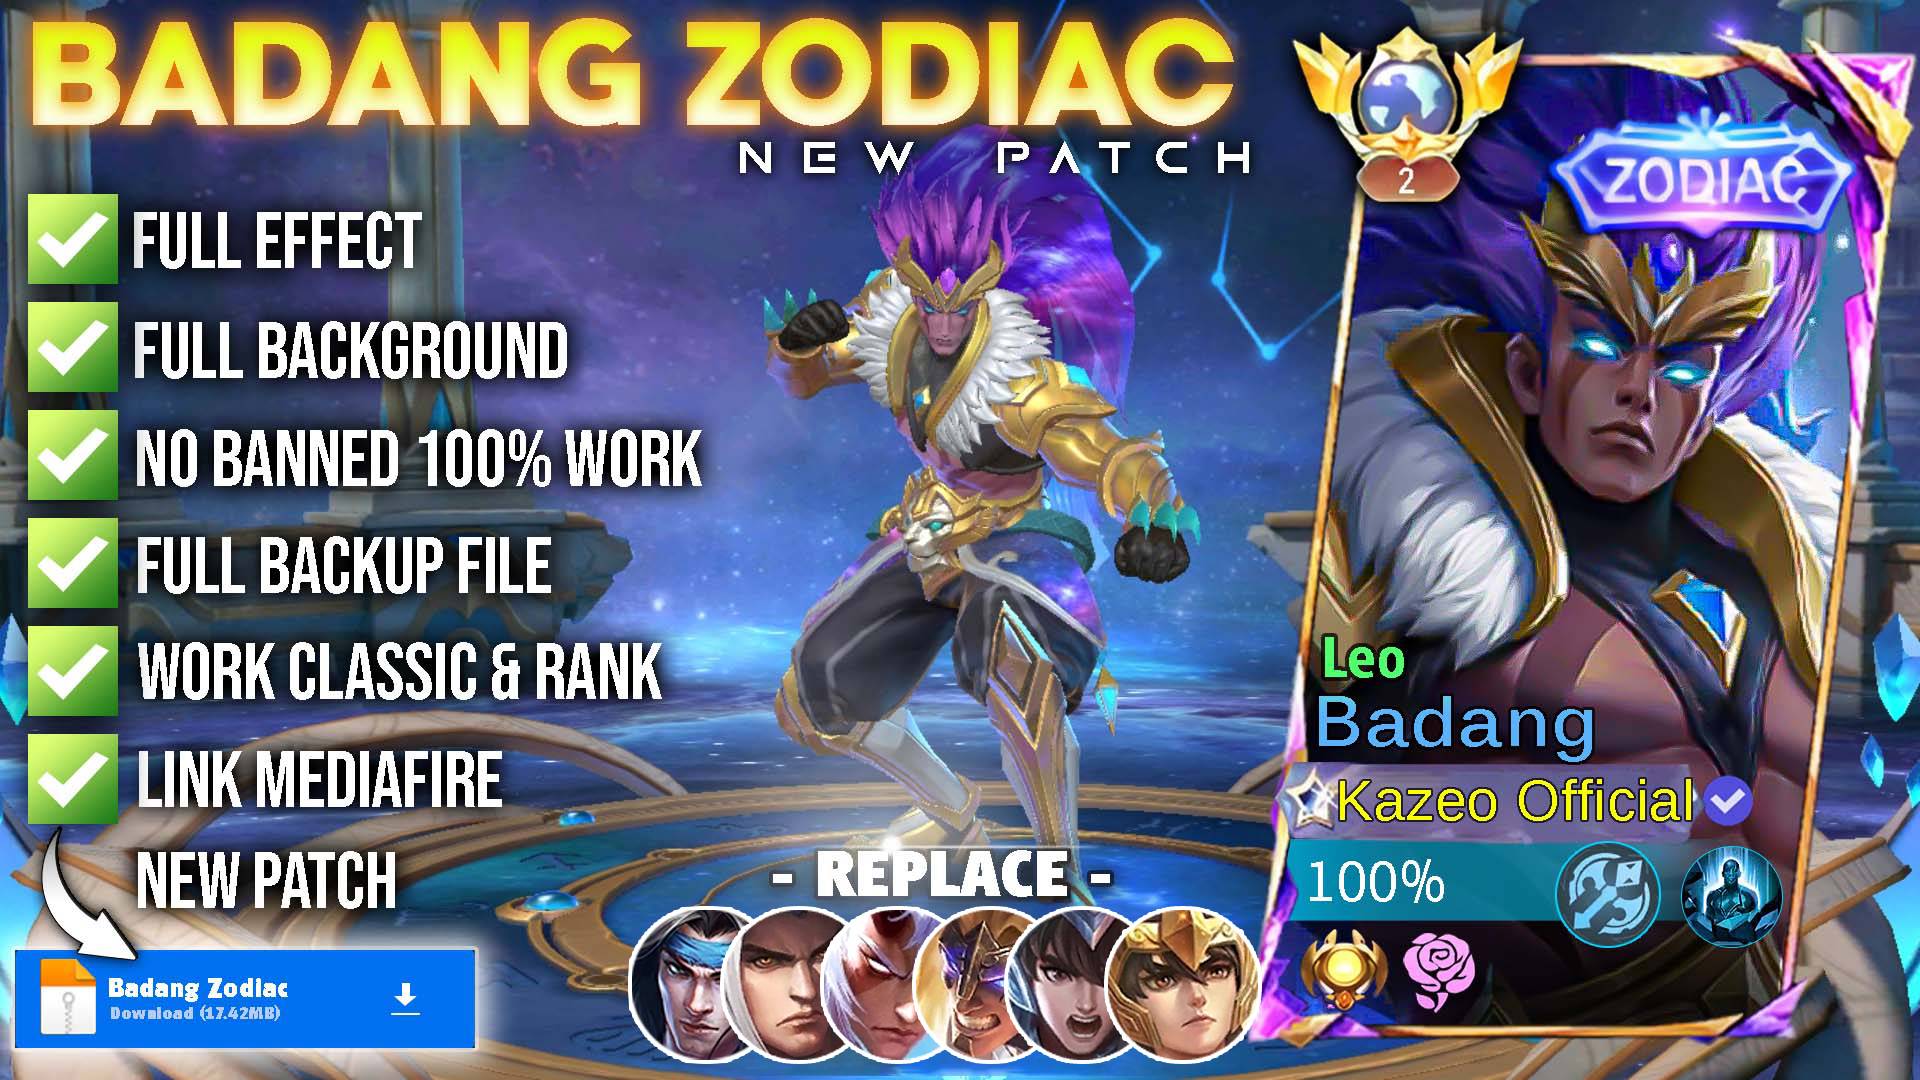 BADANG ZODIAC
NEW PATCH
FULL EFFECT
FULL BACKGROUND
NO BANNED 100% WORK
FULL BACKUP FILE
WORK CLASSIC & RANK
LINK MEDIAFIRE
NEW PATCH
Badang Zodiac
Download (17.42MB)
- REPLACE -
2
ZODIAC
Leo
Badang
Kazeo Official
100%